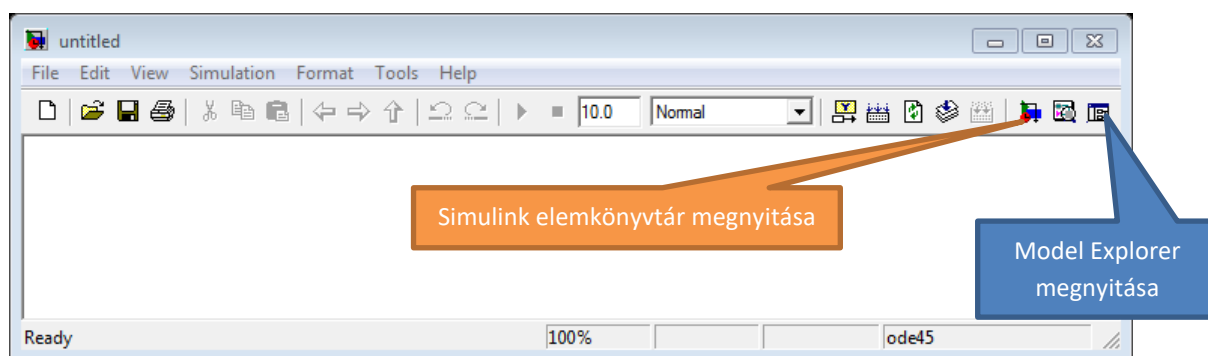 untitled
File Edit View Simulation Format Tools Help
10.0 Normal
Simulink elemkönyvtár megnyitása
Model Explorer
megnyitása
Ready 100% ode45